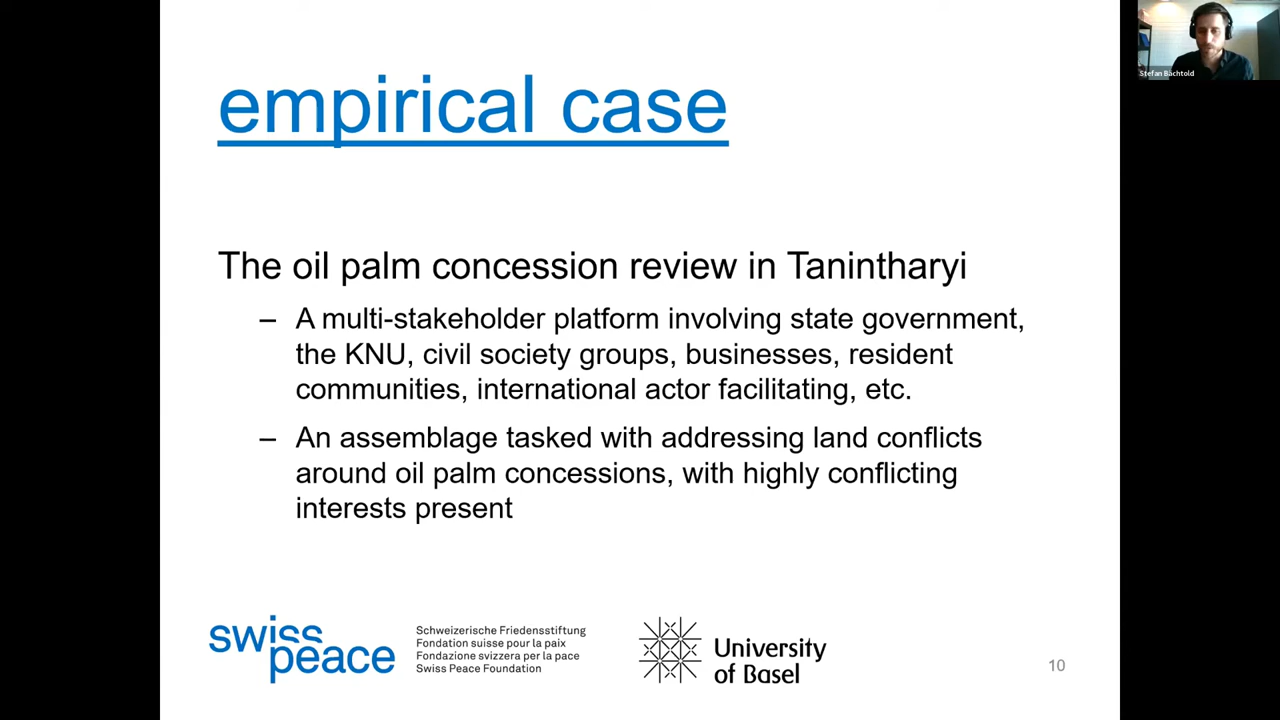 empirical case
Stefan Bächtold
The oil palm concession review in Tanintharyi
– A multi-stakeholder platform involving state government,
the KNU, civil society groups, businesses, resident
communities, international actor facilitating, etc.
– An assemblage tasked with addressing land conflicts
around oil palm concessions, with highly conflicting
interests present
swiss
peace
Schweizerische Friedensstiftung
Fondation suisse pour la paix
Fondazione svizzera per la pace
Swiss Peace Foundation
University
of Basel
10